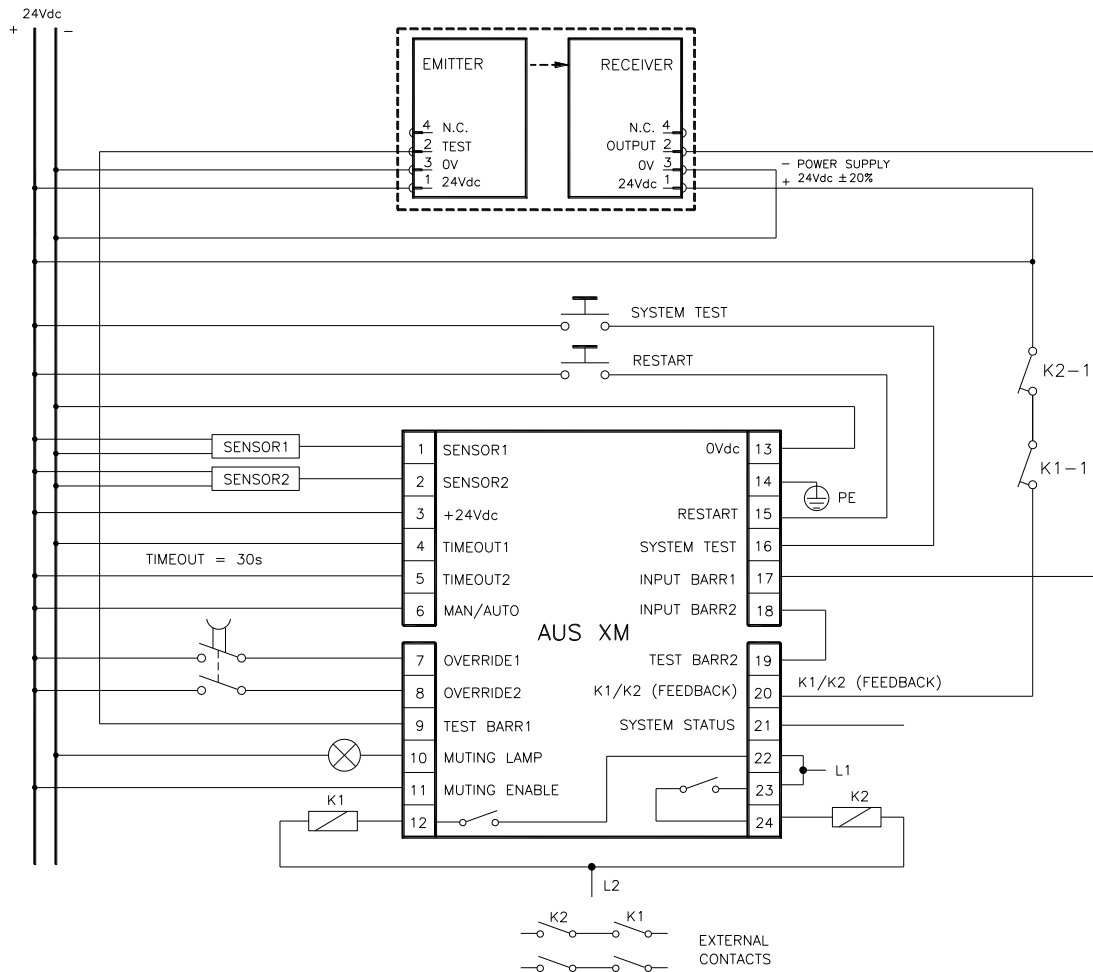 24Vdc
+ –
EMITTER
RECEIVER
4 N.C.
2 TEST
3 0V
1 24Vdc
N.C. 4
OUTPUT 2
0V 3
24Vdc 1
– POWER SUPPLY
+ 24Vdc ±20%
SYSTEM TEST
RESTART
K2-1
K1-1
SENSOR1
SENSOR2
TIMEOUT = 30s
1 SENSOR1
2 SENSOR2
3 +24Vdc
4 TIMEOUT1
5 TIMEOUT2
6 MAN/AUTO
0Vdc 13
14
PE
RESTART 15
SYSTEM TEST 16
INPUT BARR1 17
INPUT BARR2 18
AUS XM
7 OVERRIDE1
8 OVERRIDE2
9 TEST BARR1
10 MUTING LAMP
11 MUTING ENABLE
12
TEST BARR2 19
K1/K2 (FEEDBACK) 20
K1/K2 (FEEDBACK)
SYSTEM STATUS 21
22
23
24
L1
K1
K2
L2
K2 K1
EXTERNAL
CONTACTS